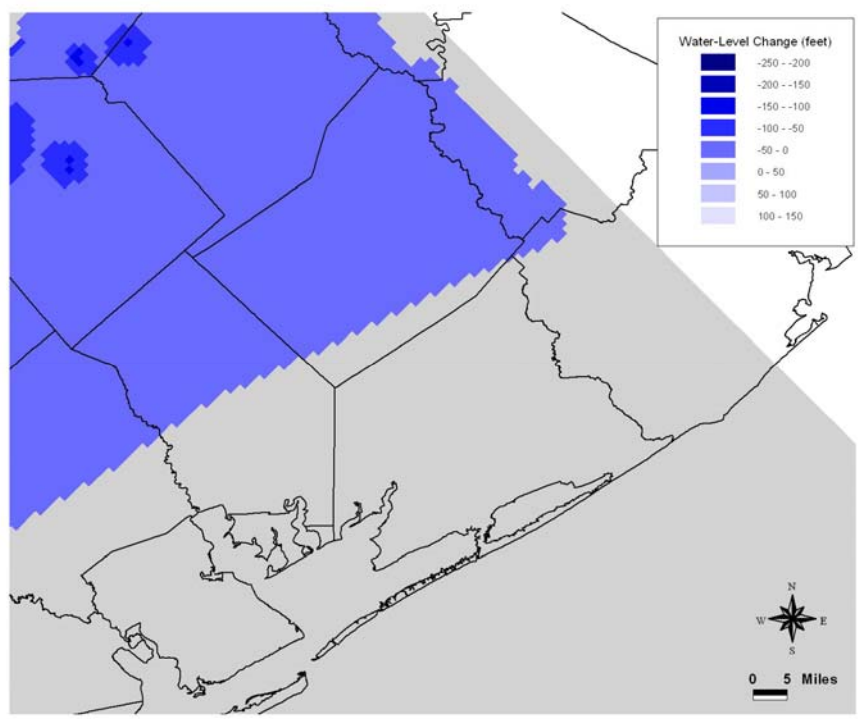 Water-Level Change (feet)
-250 - -200
-200 - -150
-150 - -100
-100 - -50
-50 - 0
0 - 50
50 - 100
100 - 150
N
W E
S
0 5 Miles